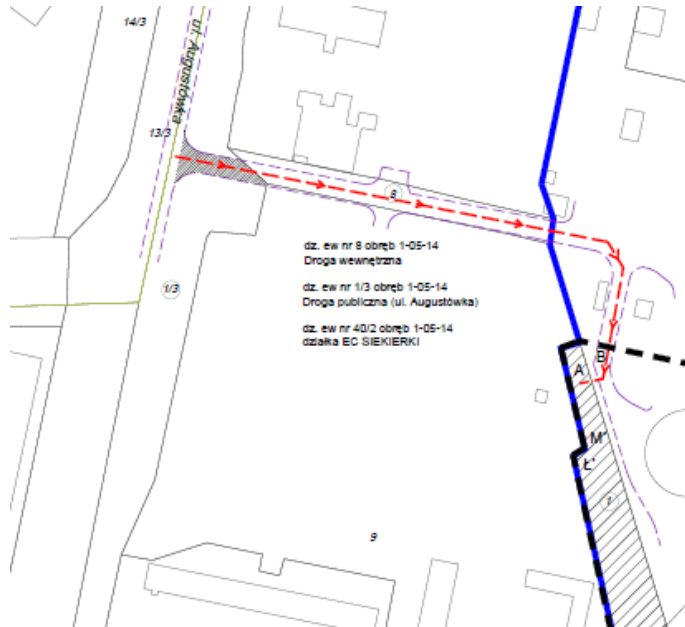 14/3
ul. Augustówka
13/3
8
dz. ew nr 8 obręb 1-05-14
Droga wewnętrzna
dz. ew nr 1/3 obręb 1-05-14
Droga publiczna (ul. Augustówka)
dz. ew nr 40/2 obręb 1-05-14
działka EC SIEKIERKI
1/3
A
B
M'
Ł'
1
9